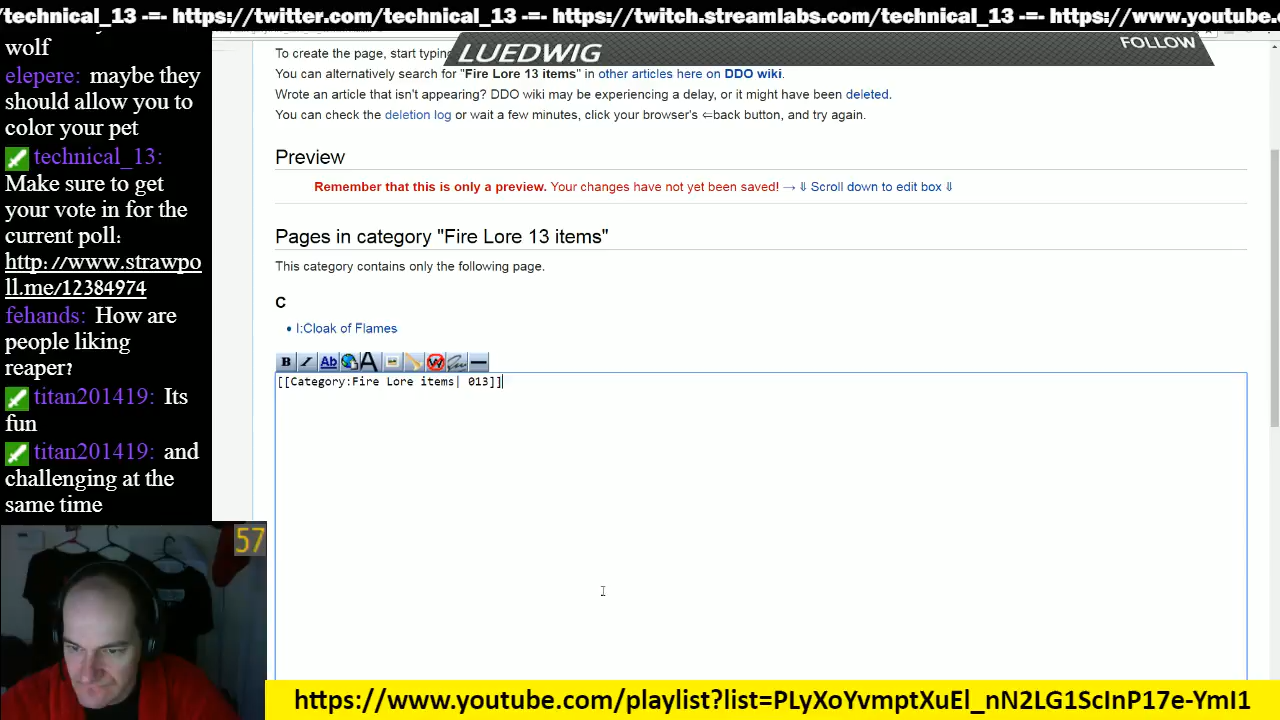 /technical_13 -=- https://twitter.com/technical_13 -=- https://twitch.streamlabs.com/technical_13 -=- https://www.youtube.
wolf
elepere: maybe they
should allow you to
color your pet
technical_13:
Make sure to get
your vote in for the
current poll:
http://www.strawpo
ll.me/12384974
fehands: How are
people liking
reaper?
titan201419: Its
fun
titan201419: and
challenging at the
same time
57
LUEDWIG
FOLLOW
To create the page, start typing
You can alternatively search for "Fire Lore 13 items" in other articles here on DDO wiki.
Wrote an article that isn't appearing? DDO wiki may be experiencing a delay, or it might have been deleted.
You can check the deletion log or wait a few minutes, click your browser's ⇐back button, and try again.
Preview
Remember that this is only a preview. Your changes have not yet been saved! → ⇓ Scroll down to edit box ⇓
Pages in category "Fire Lore 13 items"
This category contains only the following page.
C
• I:Cloak of Flames
B I Ab A W
[[Category:Fire Lore items| 013]]
https://www.youtube.com/playlist?list=PLyXoYvmptXuEl_nN2LG1ScInP17e-YmI1